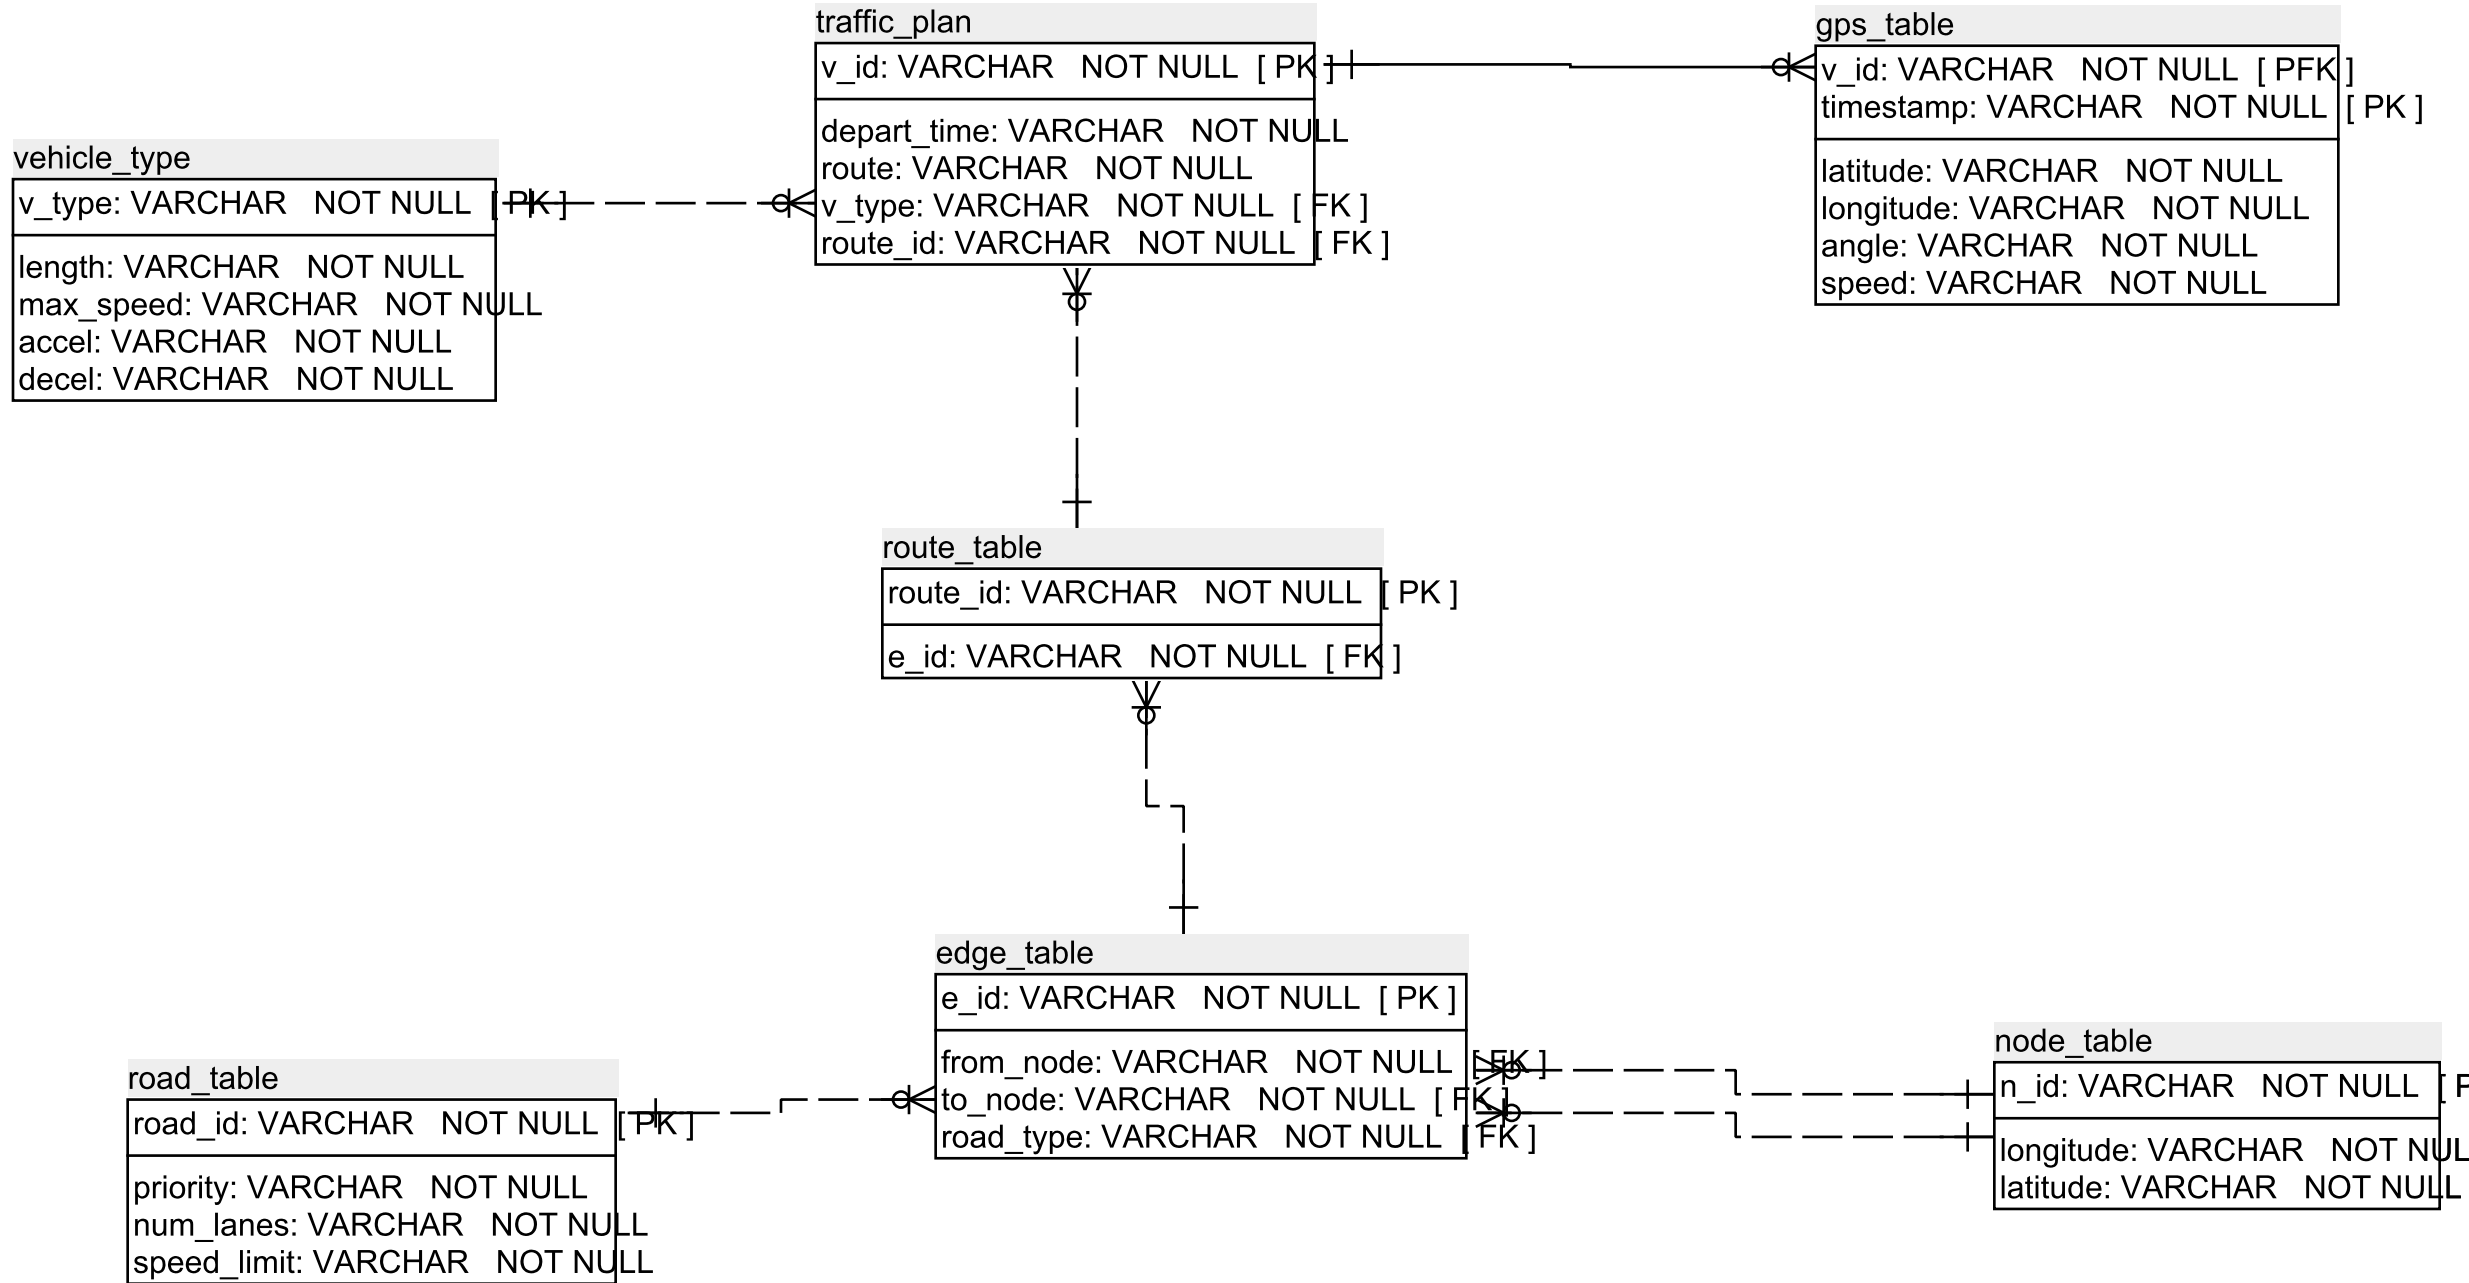 traffic_plan
v_id: VARCHAR NOT NULL [ PK ]
depart_time: VARCHAR NOT NULL
route: VARCHAR NOT NULL
v_type: VARCHAR NOT NULL [ FK ]
route_id: VARCHAR NOT NULL [ FK ]
gps_table
v_id: VARCHAR NOT NULL [ PFK ]
timestamp: VARCHAR NOT NULL [ PK ]
latitude: VARCHAR NOT NULL
longitude: VARCHAR NOT NULL
angle: VARCHAR NOT NULL
speed: VARCHAR NOT NULL
vehicle_type
v_type: VARCHAR NOT NULL [ PK ]
length: VARCHAR NOT NULL
max_speed: VARCHAR NOT NULL
accel: VARCHAR NOT NULL
decel: VARCHAR NOT NULL
route_table
route_id: VARCHAR NOT NULL [ PK ]
e_id: VARCHAR NOT NULL [ FK ]
edge_table
e_id: VARCHAR NOT NULL [ PK ]
from_node: VARCHAR NOT NULL [ FK ]
to_node: VARCHAR NOT NULL [ FK ]
road_type: VARCHAR NOT NULL [ FK ]
road_table
road_id: VARCHAR NOT NULL [ PK ]
priority: VARCHAR NOT NULL
num_lanes: VARCHAR NOT NULL
speed_limit: VARCHAR NOT NULL
node_table
n_id: VARCHAR NOT NULL [
longitude: VARCHAR NOT NUL
latitude: VARCHAR NOT NULL